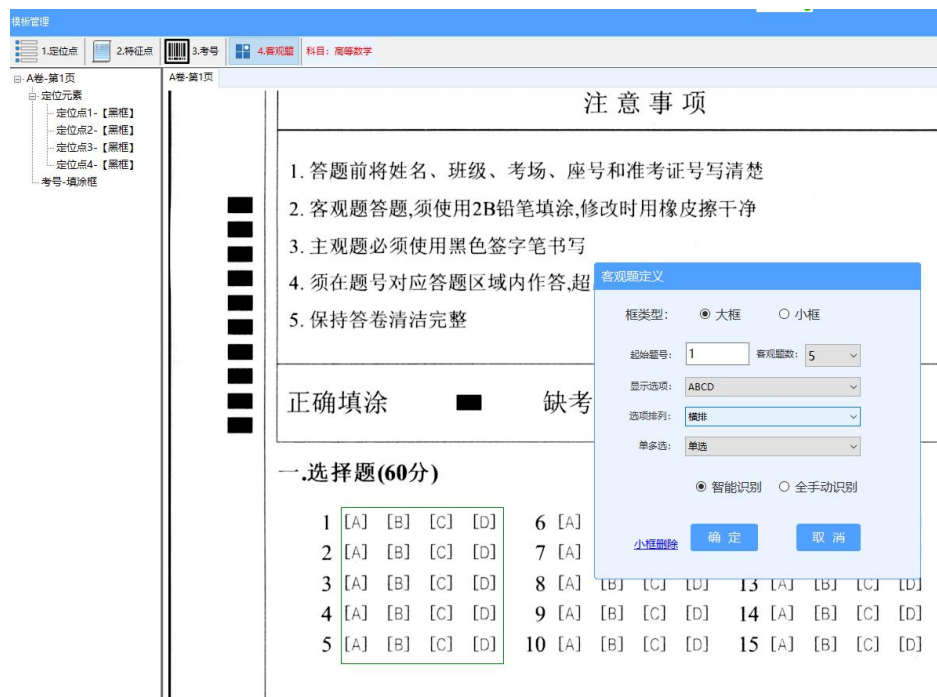 模板管理
1.定位点 2.特征点 3.考号 4.客观题 科目：高等数学
A卷-第1页
定位元素
定位点1-【黑框】
定位点2-【黑框】
定位点3-【黑框】
定位点4-【黑框】
考号-填涂框
A卷-第1页
注意事项
1. 答题前将姓名、班级、考场、座号和准考证号写清楚
2. 客观题答题,须使用2B铅笔填涂,修改时用橡皮擦干净
3. 主观题必须使用黑色签字笔书写
4. 须在题号对应答题区域内作答,超
5. 保持答卷清洁完整
正确填涂 缺考
一.选择题(60分)
1 [A] [B] [C] [D] 6 [A]
2 [A] [B] [C] [D] 7 [A]
3 [A] [B] [C] [D] 8 [A] [B] [C] [D] 13 [A] [B] [C] [D]
4 [A] [B] [C] [D] 9 [A] [B] [C] [D] 14 [A] [B] [C] [D]
5 [A] [B] [C] [D] 10 [A] [B] [C] [D] 15 [A] [B] [C] [D]
客观题定义
框类型： 大框 小框
起始题号： 1 客观题数： 5
显示选项： ABCD
选项排列： 横排
单多选： 单选
智能识别 全手动识别
小框删除 确 定 取 消